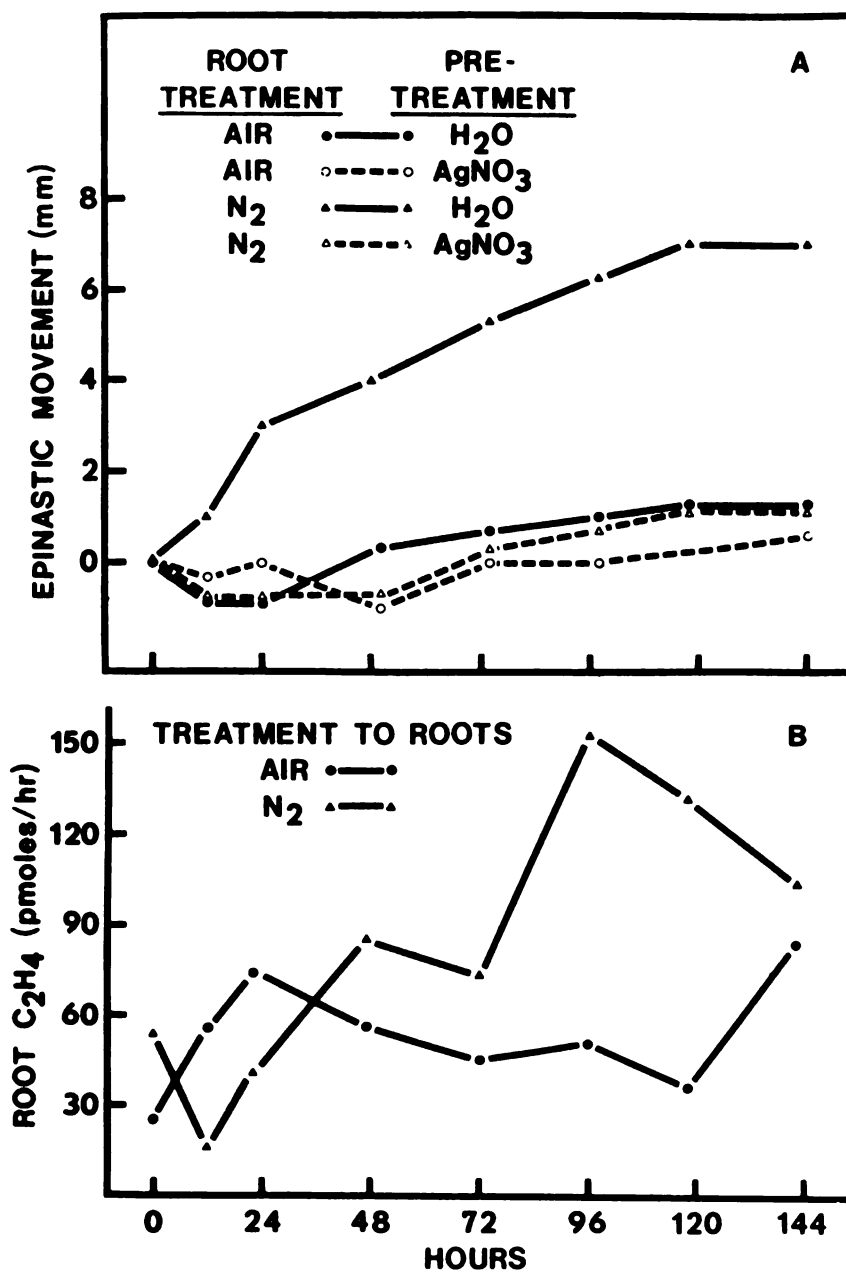 A
ROOT TREATMENT
PRE-TREATMENT
AIR H₂O
AIR AgNO₃
N₂ H₂O
N₂ AgNO₃
EPINASTIC MOVEMENT (mm)
8
6
4
2
0
B
TREATMENT TO ROOTS
AIR
N₂
ROOT C₂H₄ (pmoles/hr)
150
120
90
60
30
0 24 48 72 96 120 144
HOURS